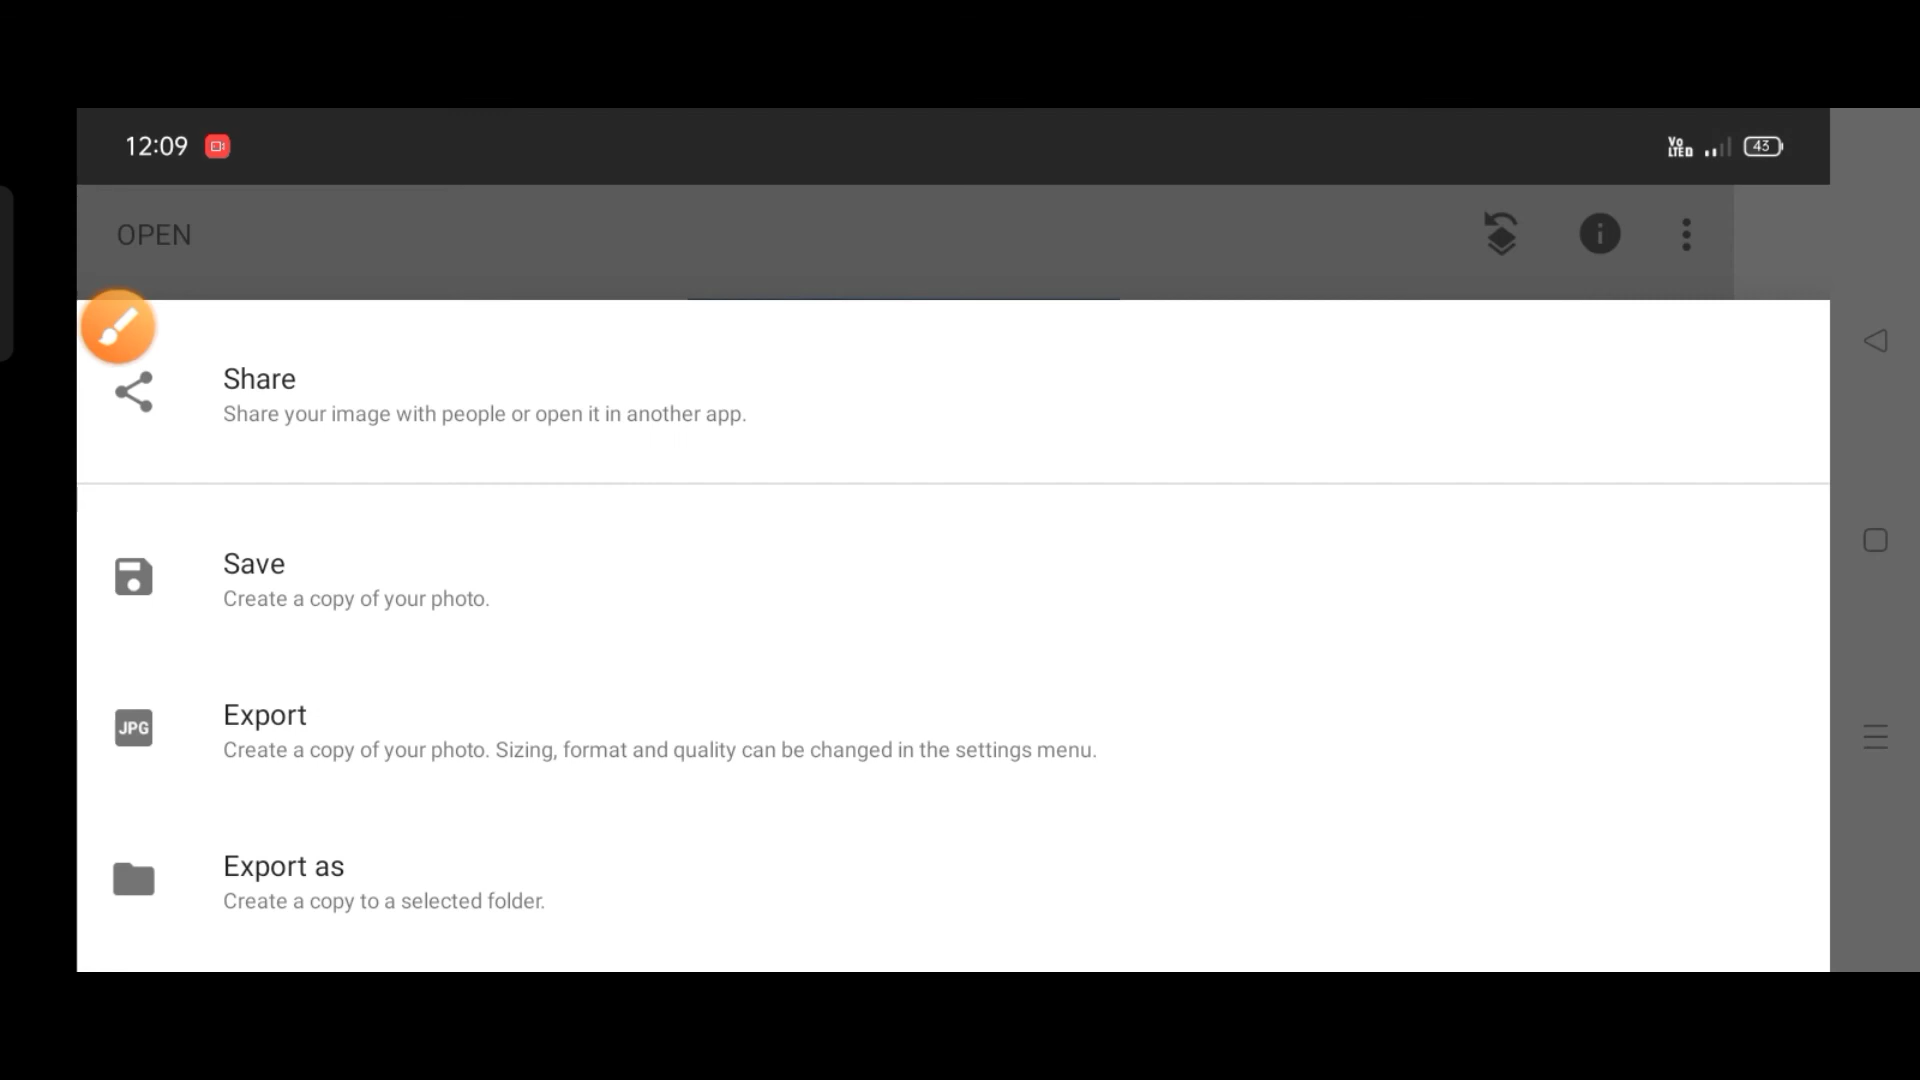 12:09
Vo
LTE D
43
OPEN
Share
Share your image with people or open it in another app.
Save
Create a copy of your photo.
JPG
Export
Create a copy of your photo. Sizing, format and quality can be changed in the settings menu.
Export as
Create a copy to a selected folder.